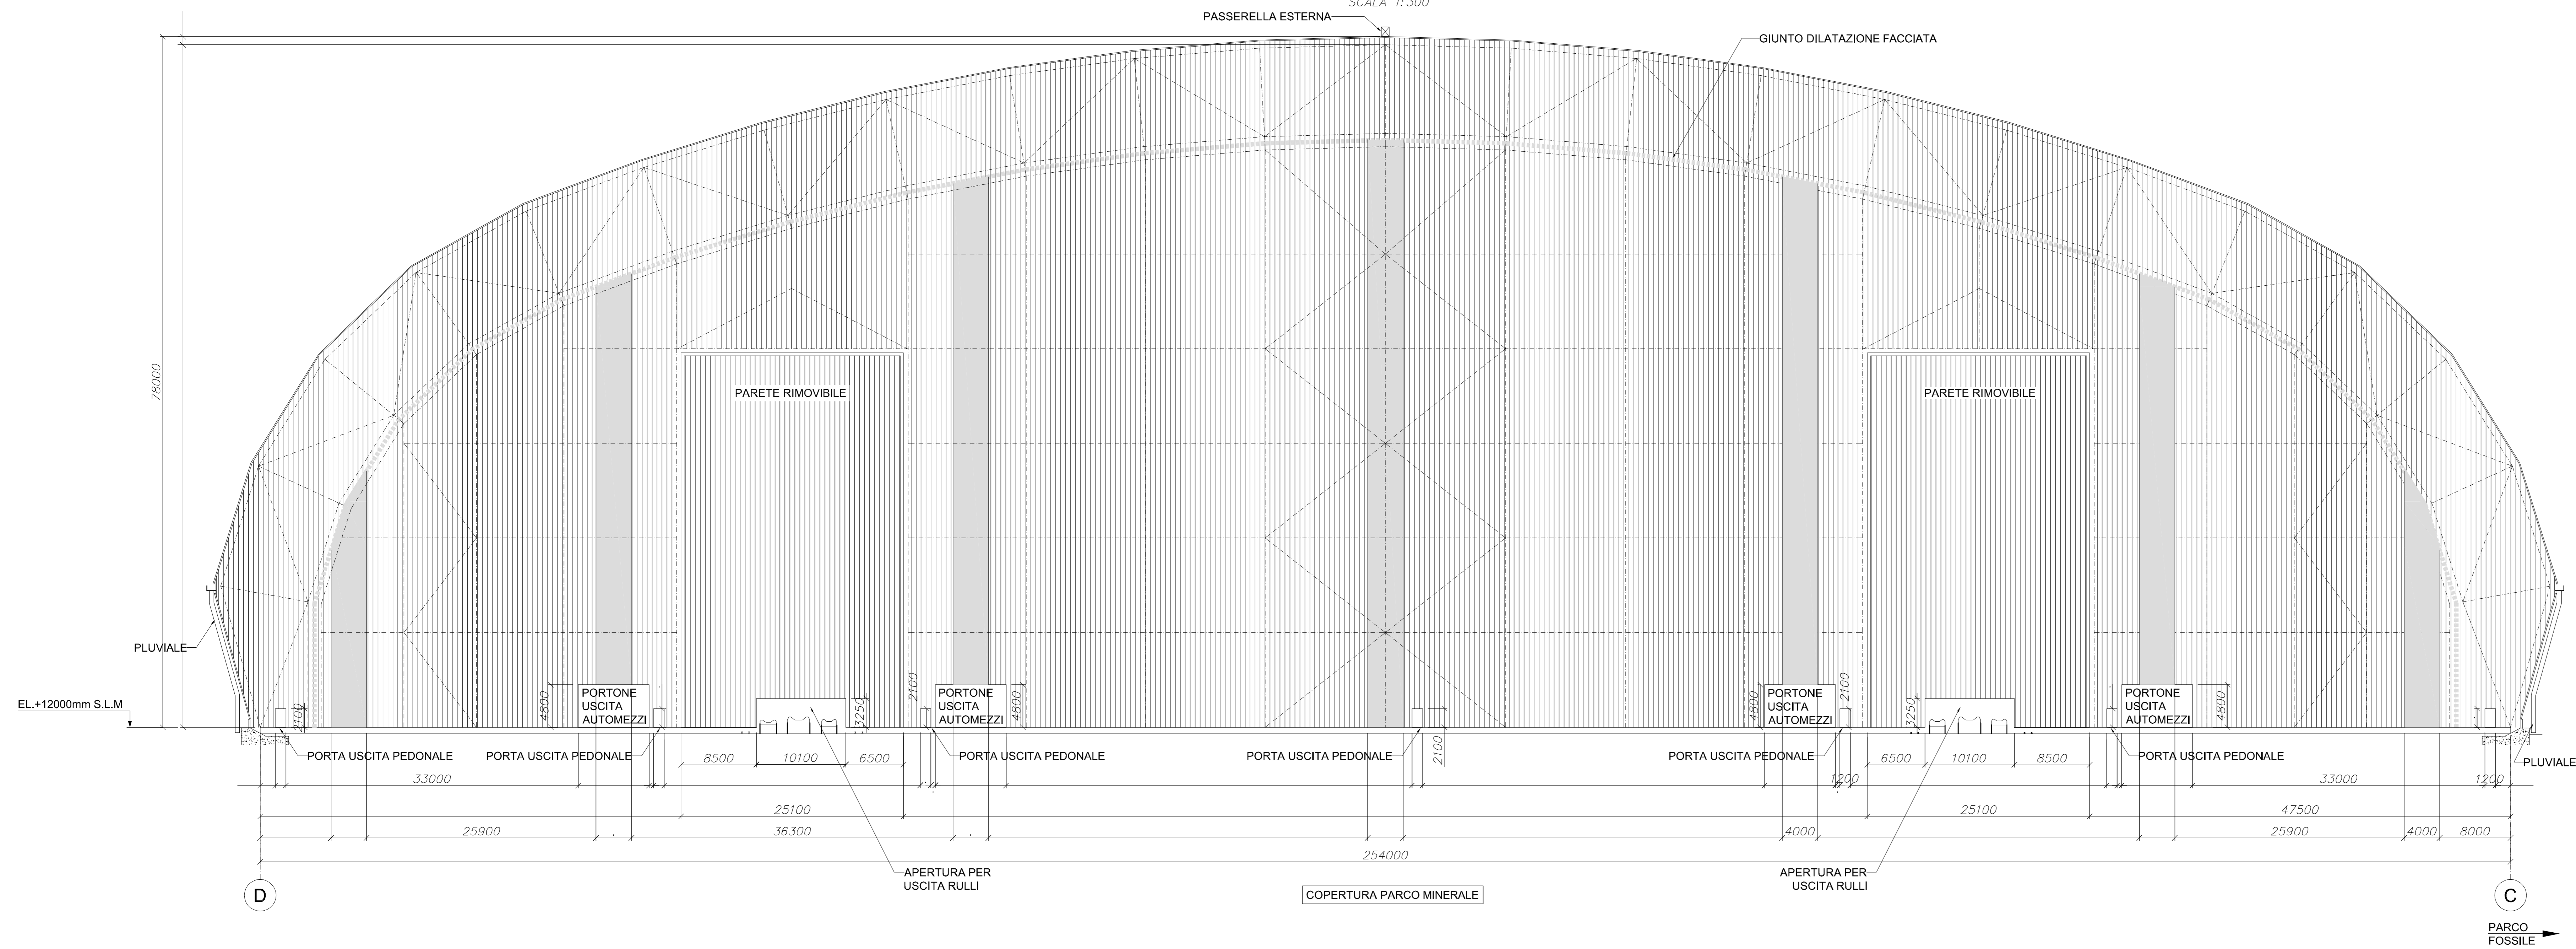 SCALA 1:300
PASSERELLA ESTERNA
GIUNTO DILATAZIONE FACCIATA
78000
PARETE RIMOVIBILE
PARETE RIMOVIBILE
PLUVIALE
EL.+12000mm S.L.M
2100
4800
PORTONE
USCITA
AUTOMEZZI
3250
2100
PORTONE
USCITA
AUTOMEZZI
4800
2100
4800
PORTONE
USCITA
AUTOMEZZI
2100
3250
PORTONE
USCITA
AUTOMEZZI
4800
PORTA USCITA PEDONALE
PORTA USCITA PEDONALE
PORTA USCITA PEDONALE
PORTA USCITA PEDONALE
PORTA USCITA PEDONALE
PORTA USCITA PEDONALE
PLUVIALE
8500
10100
6500
6500
10100
8500
33000
1200
33000
1200
25100
25100
47500
25900
36300
4000
25900
4000
8000
254000
APERTURA PER
USCITA RULLI
APERTURA PER
USCITA RULLI
D
COPERTURA PARCO MINERALE
C
PARCO
FOSSILE